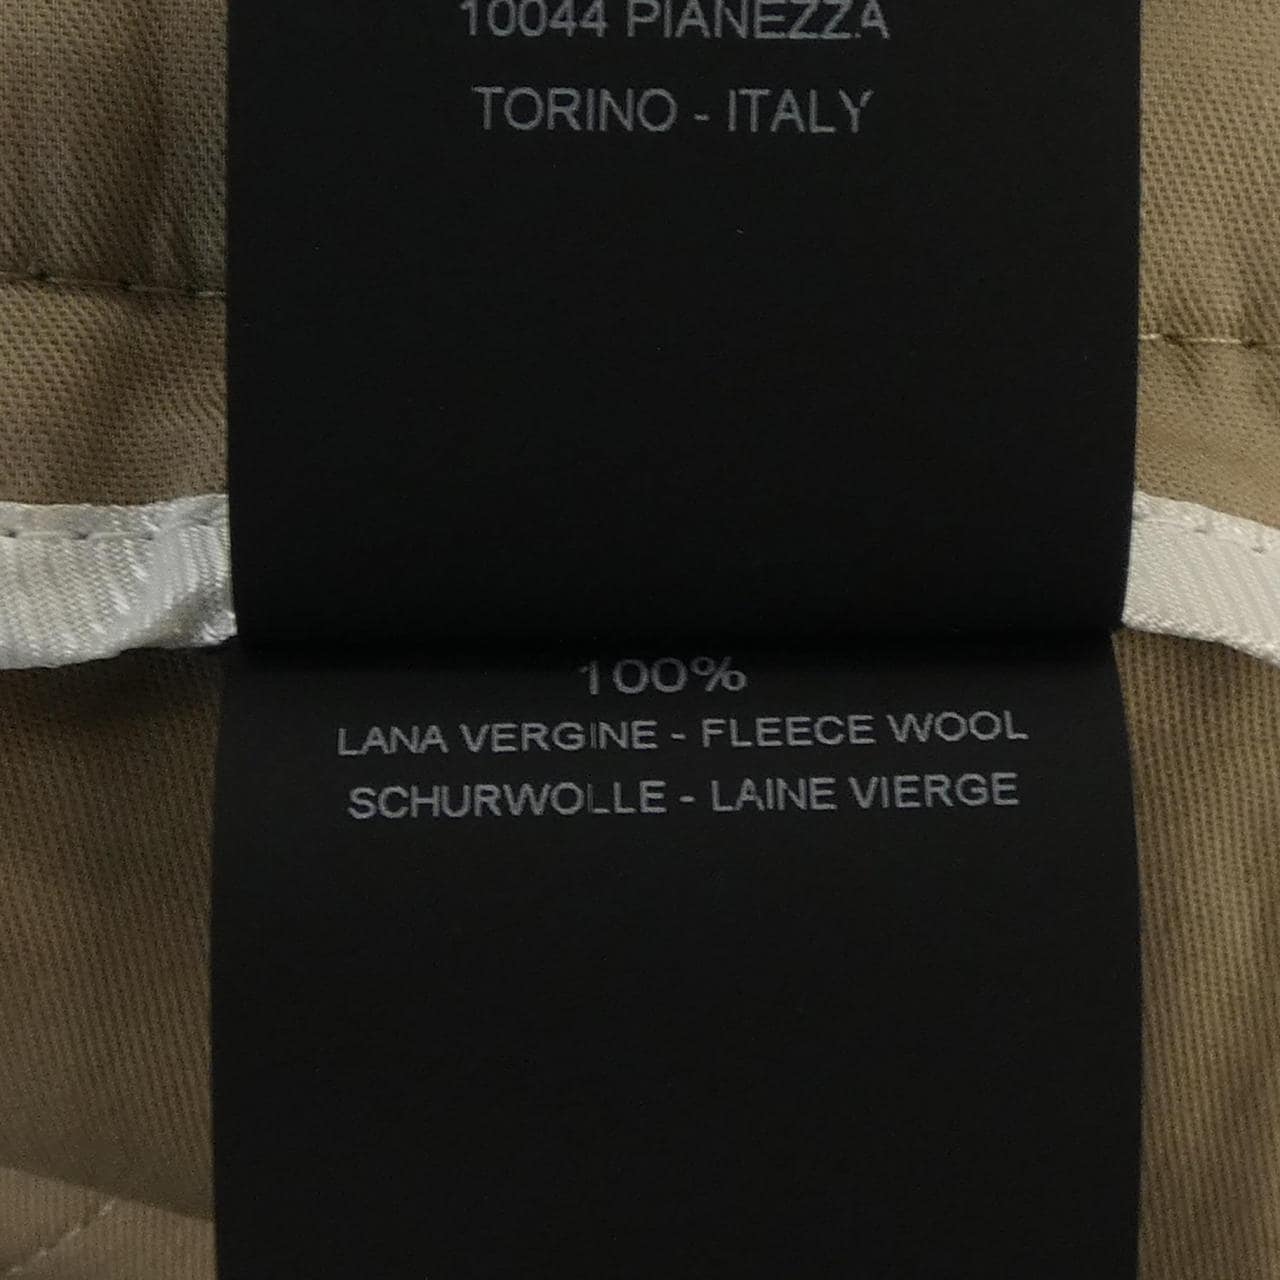 10044 PIANEZZA
TORINO - ITALY
100%
LANA VERGINE - FLEECE WOOL
SCHURWOLLE - LAINE VIERGE